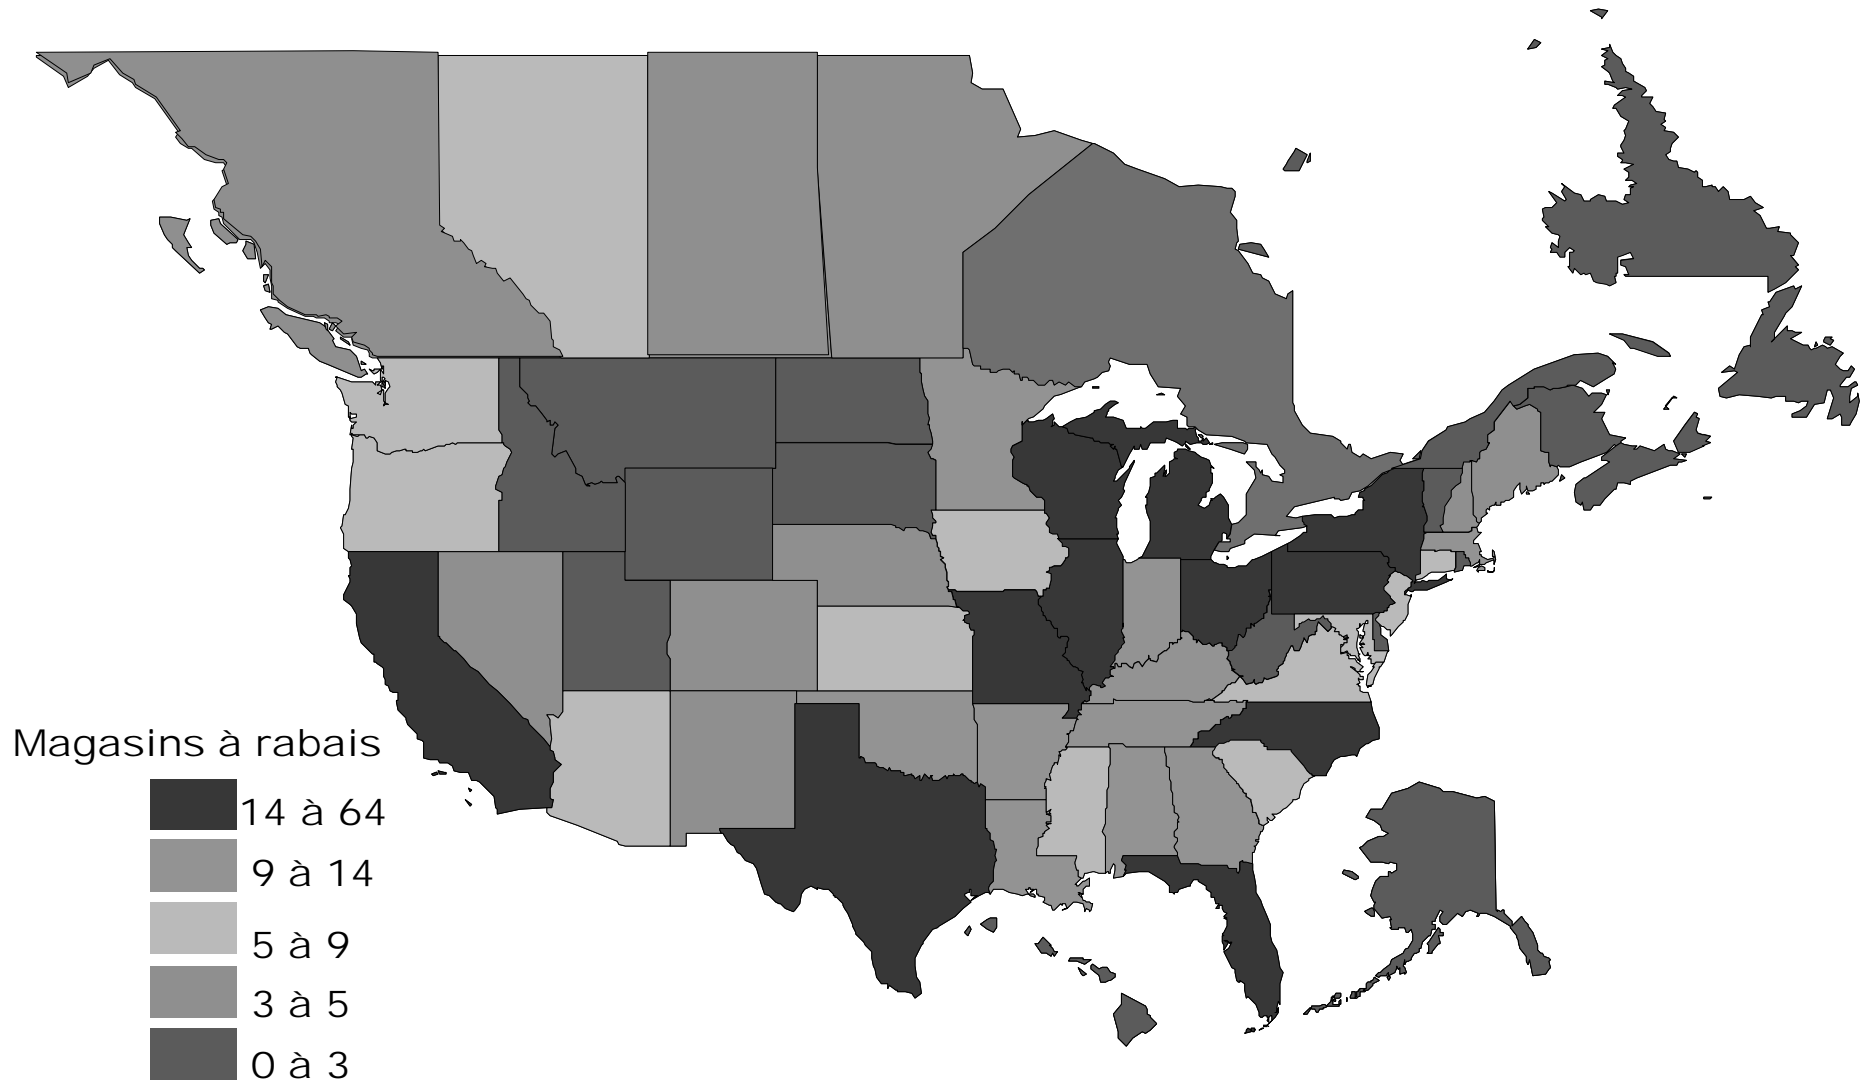 Magasins à rabais
14 à 64
9 à 14
5 à 9
3 à 5
0 à 3